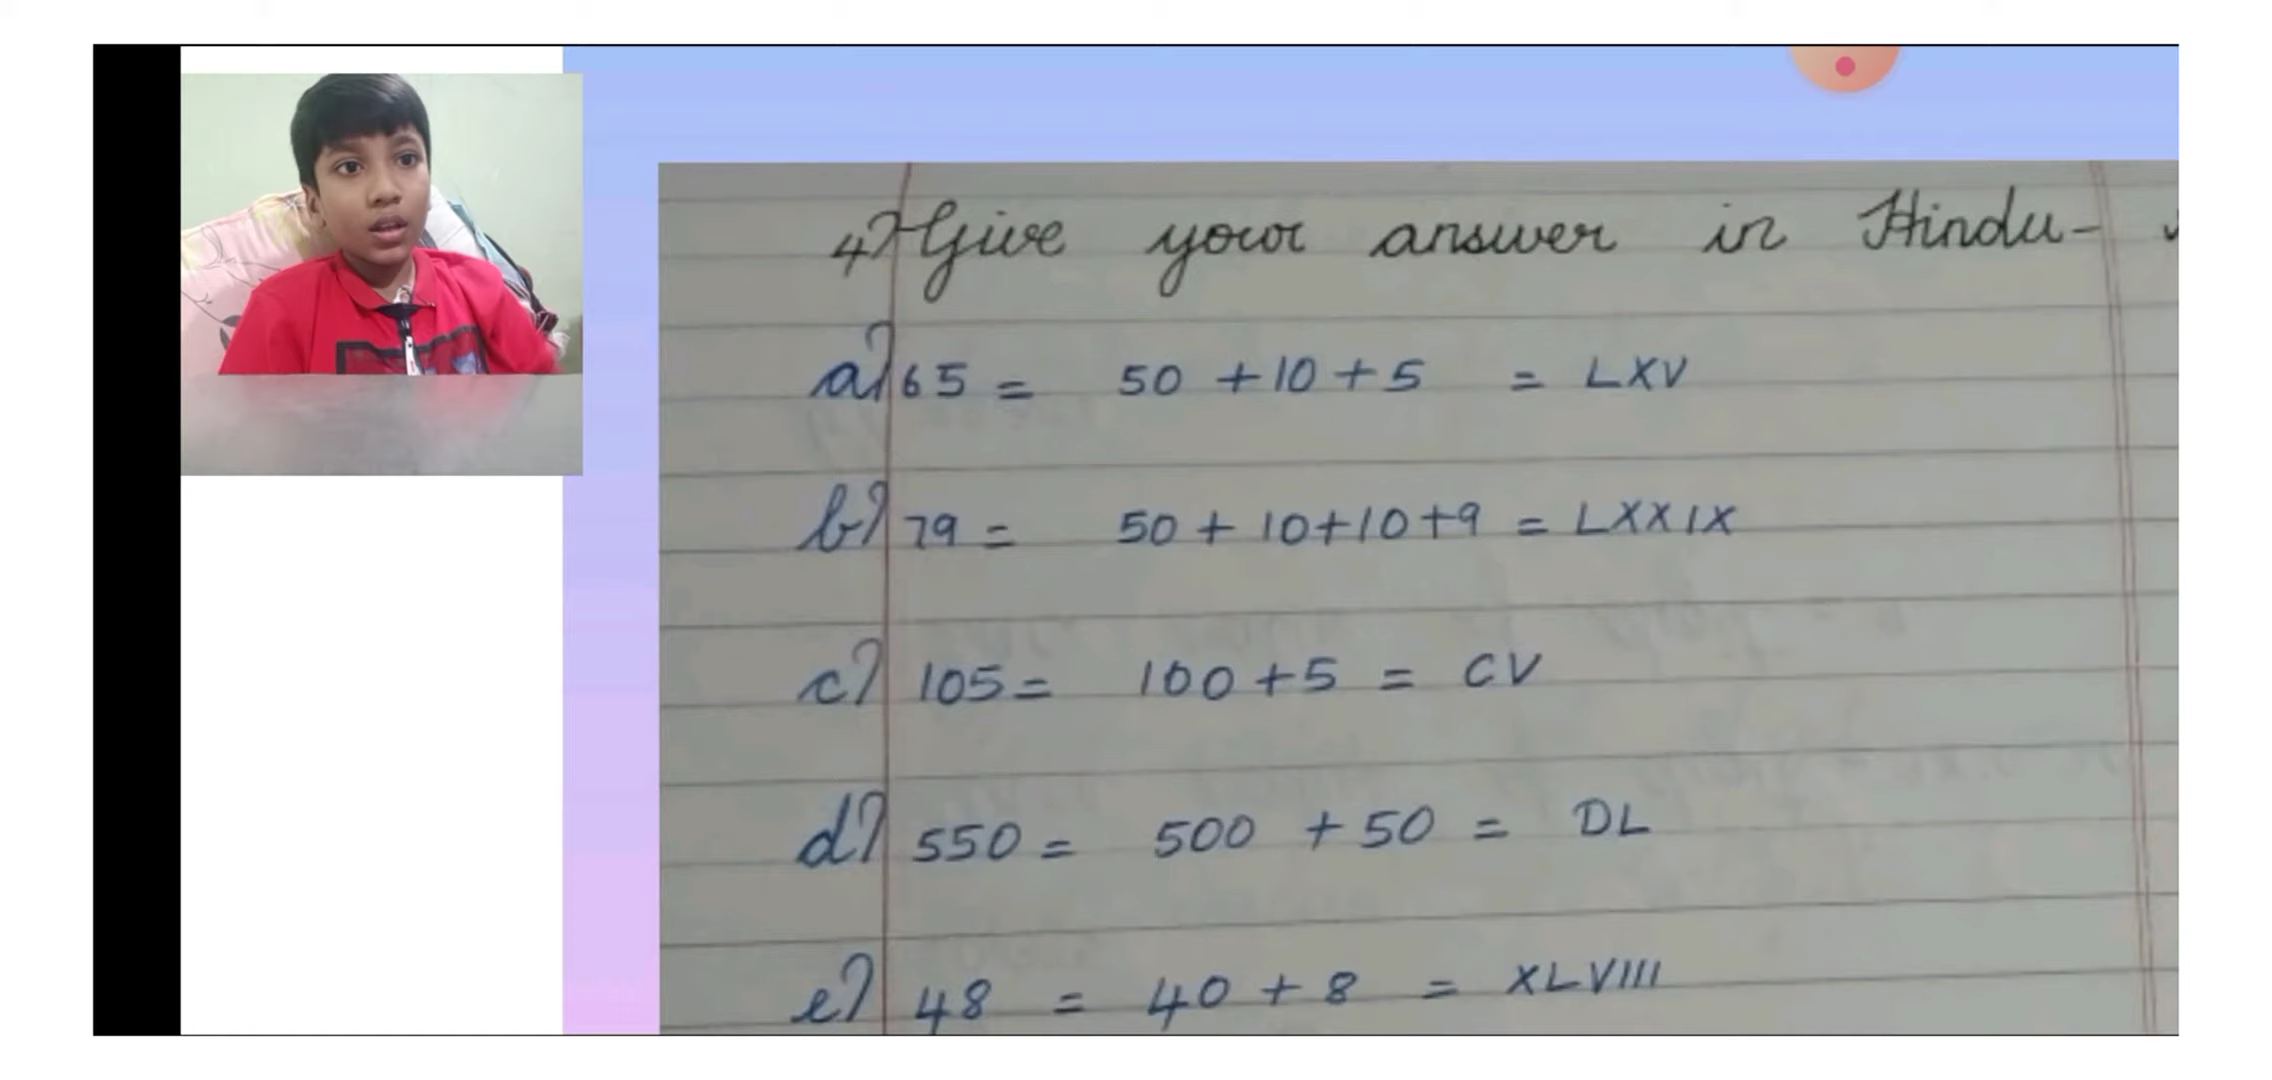 4) Give your answer in Hindu-
a) 65 = 50 + 10 + 5 = LXV
b) 79 = 50 + 10 + 10 + 9 = LXXIX
c) 105 = 100 + 5 = CV
d) 550 = 500 + 50 = DL
e) 48 = 40 + 8 = XLVIII